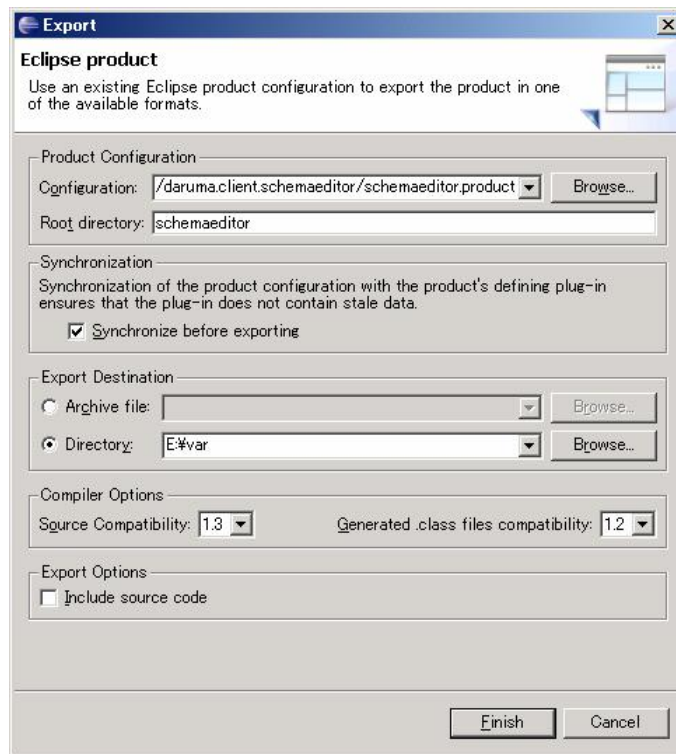 Export
Eclipse product
Use an existing Eclipse product configuration to export the product in one
of the available formats.
Product Configuration
Configuration: /daruma.client.schemaeditor/schemaeditor.product Browse...
Root directory: schemaeditor
Synchronization
Synchronization of the product configuration with the product's defining plug-in
ensures that the plug-in does not contain stale data.
Synchronize before exporting
Export Destination
Archive file: Browse...
Directory: E:¥var Browse...
Compiler Options
Source Compatibility: 1.3 Generated .class files compatibility: 1.2
Export Options
Include source code
Finish Cancel